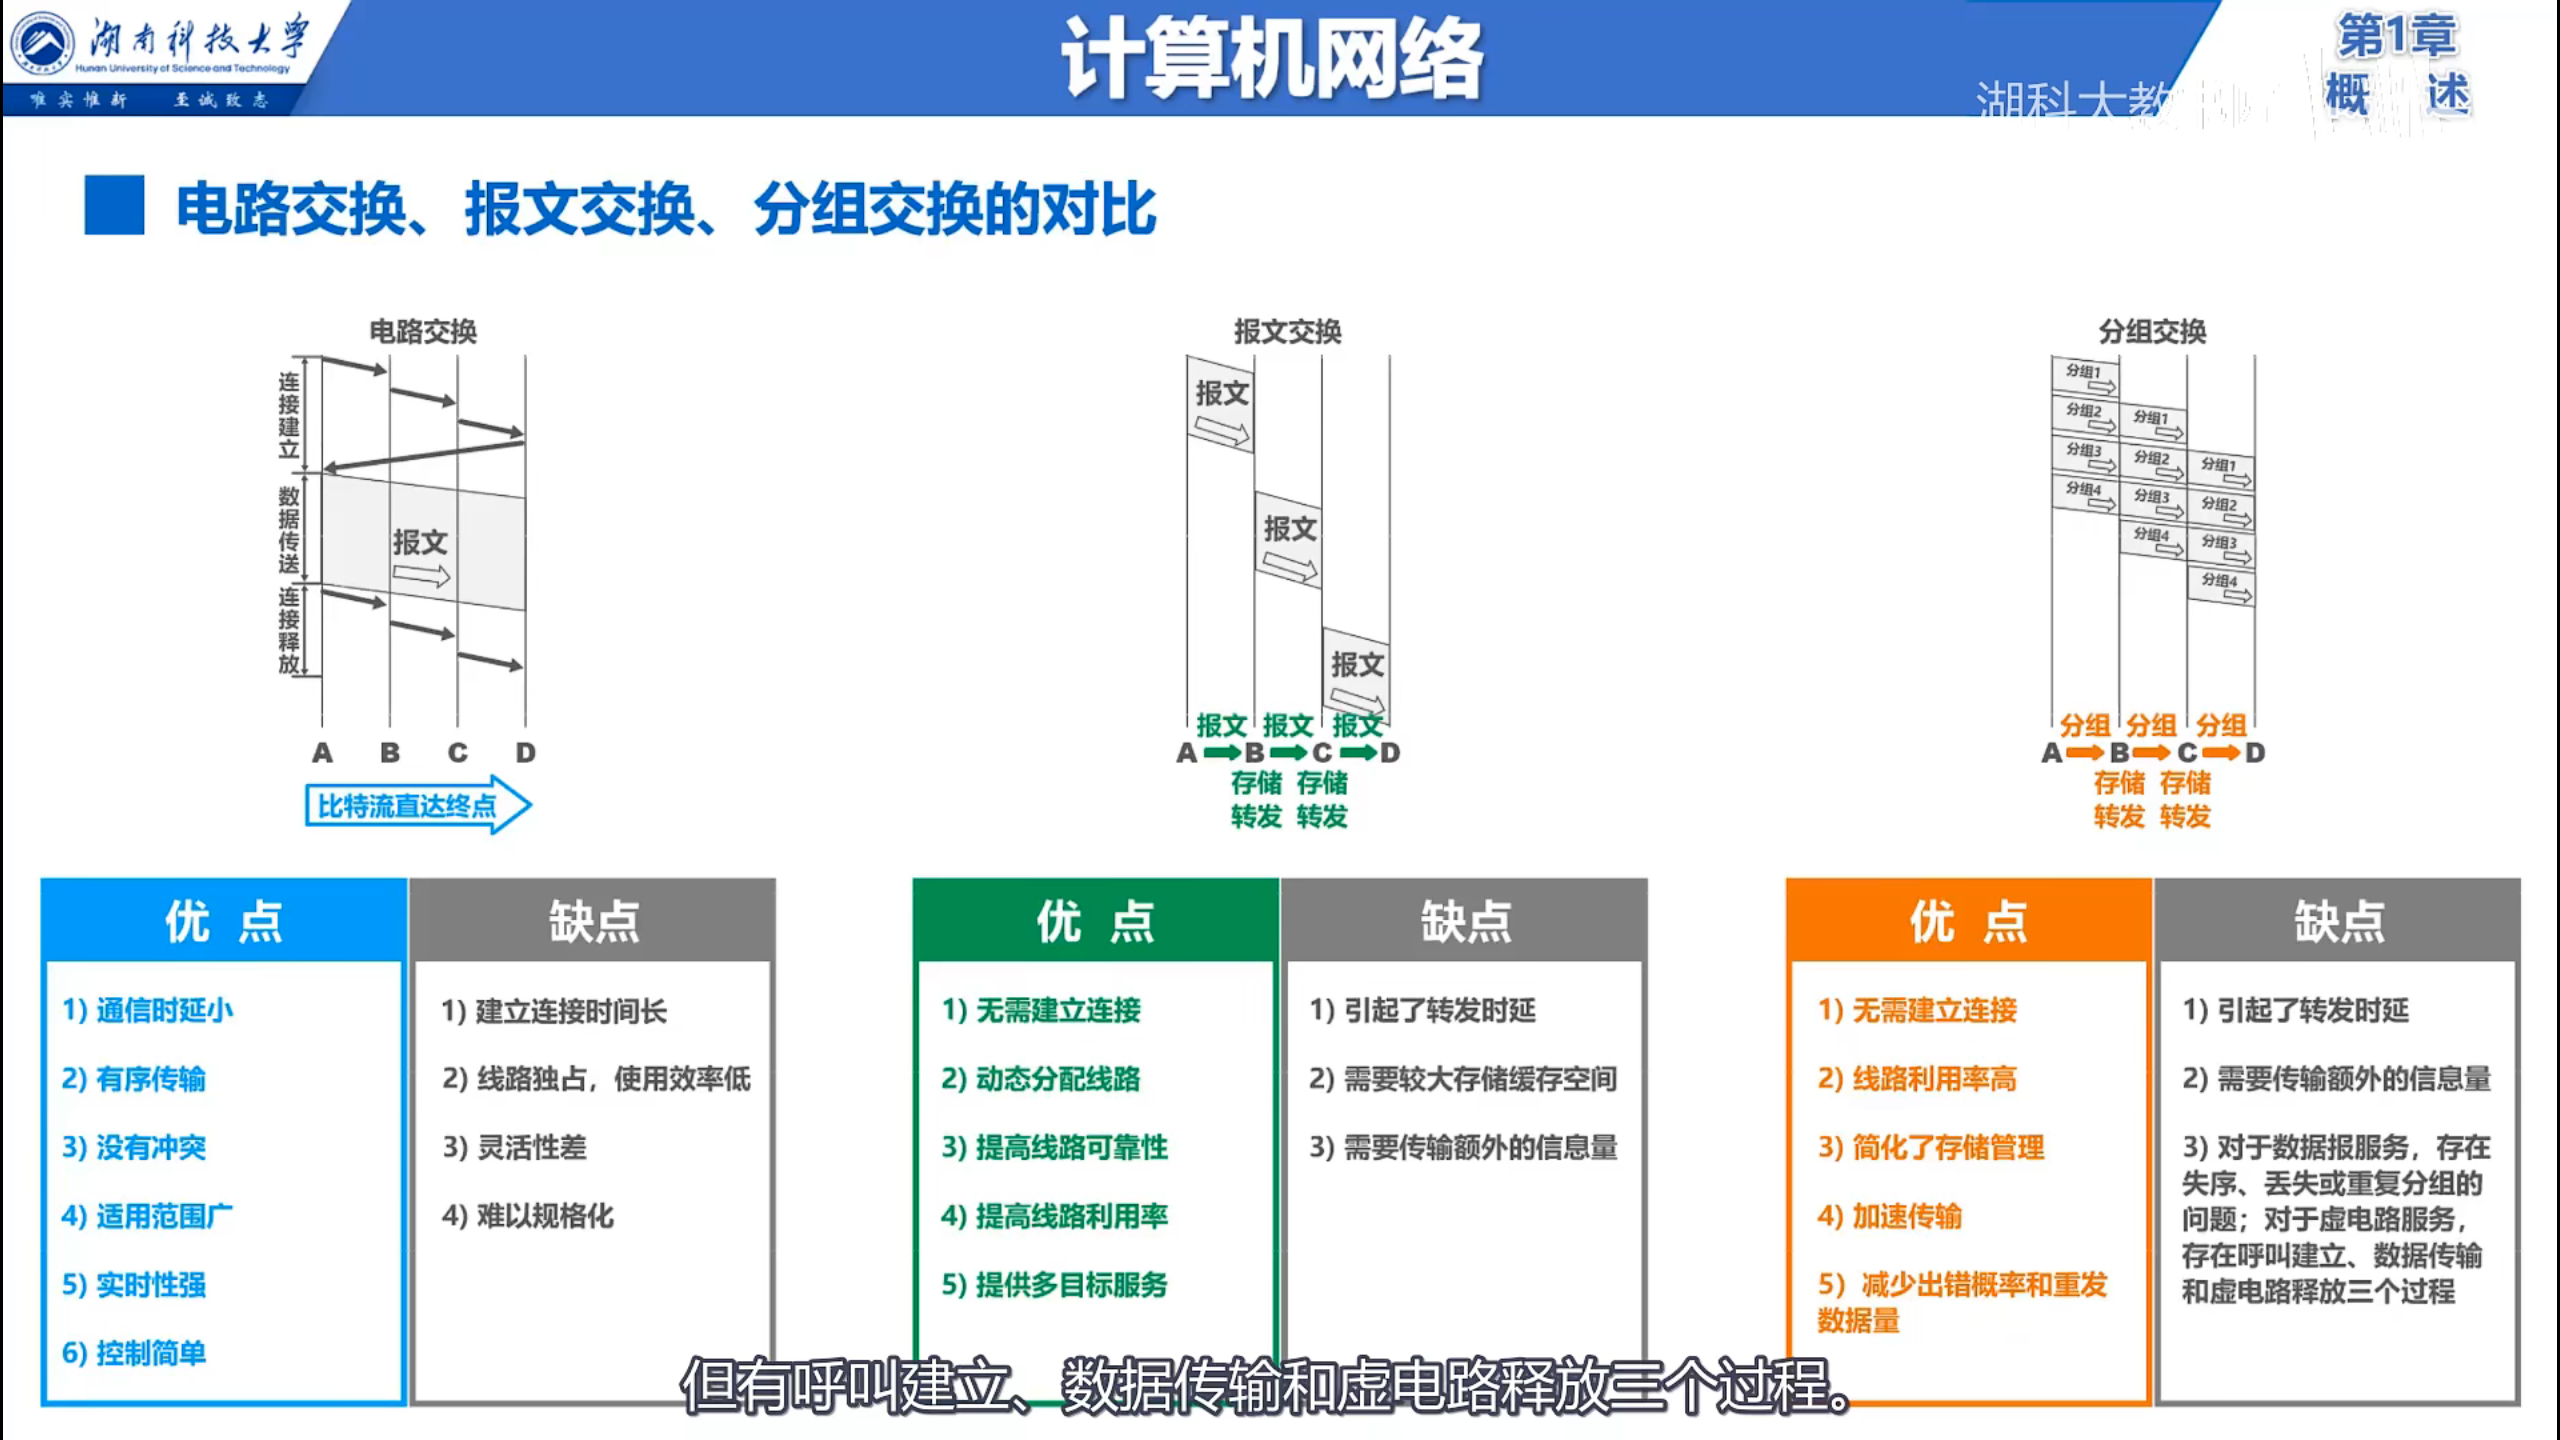 湖南科技大学
Hunan University of Science and Technology
唯实惟新 至诚致志
计算机网络
第1章
概 述
湖科大教
电路交换、报文交换、分组交换的对比
电路交换
连接建立
数据传送
连接释放
报文
A B C D
比特流直达终点
报文交换
报文
报文
报文
报文 报文 报文
A B C D
存储 存储
转发 转发
分组交换
分组1
分组2 分组1
分组3 分组2 分组1
分组4 分组3 分组2
分组4 分组3
分组4
分组 分组 分组
A B C D
存储 存储
转发 转发
优 点
1) 通信时延小
2) 有序传输
3) 没有冲突
4) 适用范围广
5) 实时性强
6) 控制简单
缺点
1) 建立连接时间长
2) 线路独占，使用效率低
3) 灵活性差
4) 难以规格化
优 点
1) 无需建立连接
2) 动态分配线路
3) 提高线路可靠性
4) 提高线路利用率
5) 提供多目标服务
缺点
1) 引起了转发时延
2) 需要较大存储缓存空间
3) 需要传输额外的信息量
优 点
1) 无需建立连接
2) 线路利用率高
3) 简化了存储管理
4) 加速传输
5) 减少出错概率和重发
数据量
缺点
1) 引起了转发时延
2) 需要传输额外的信息量
3) 对于数据报服务，存在
失序、丢失或重复分组的
问题；对于虚电路服务，
存在呼叫建立、数据传输
和虚电路释放三个过程
但有呼叫建立、数据传输和虚电路释放三个过程。